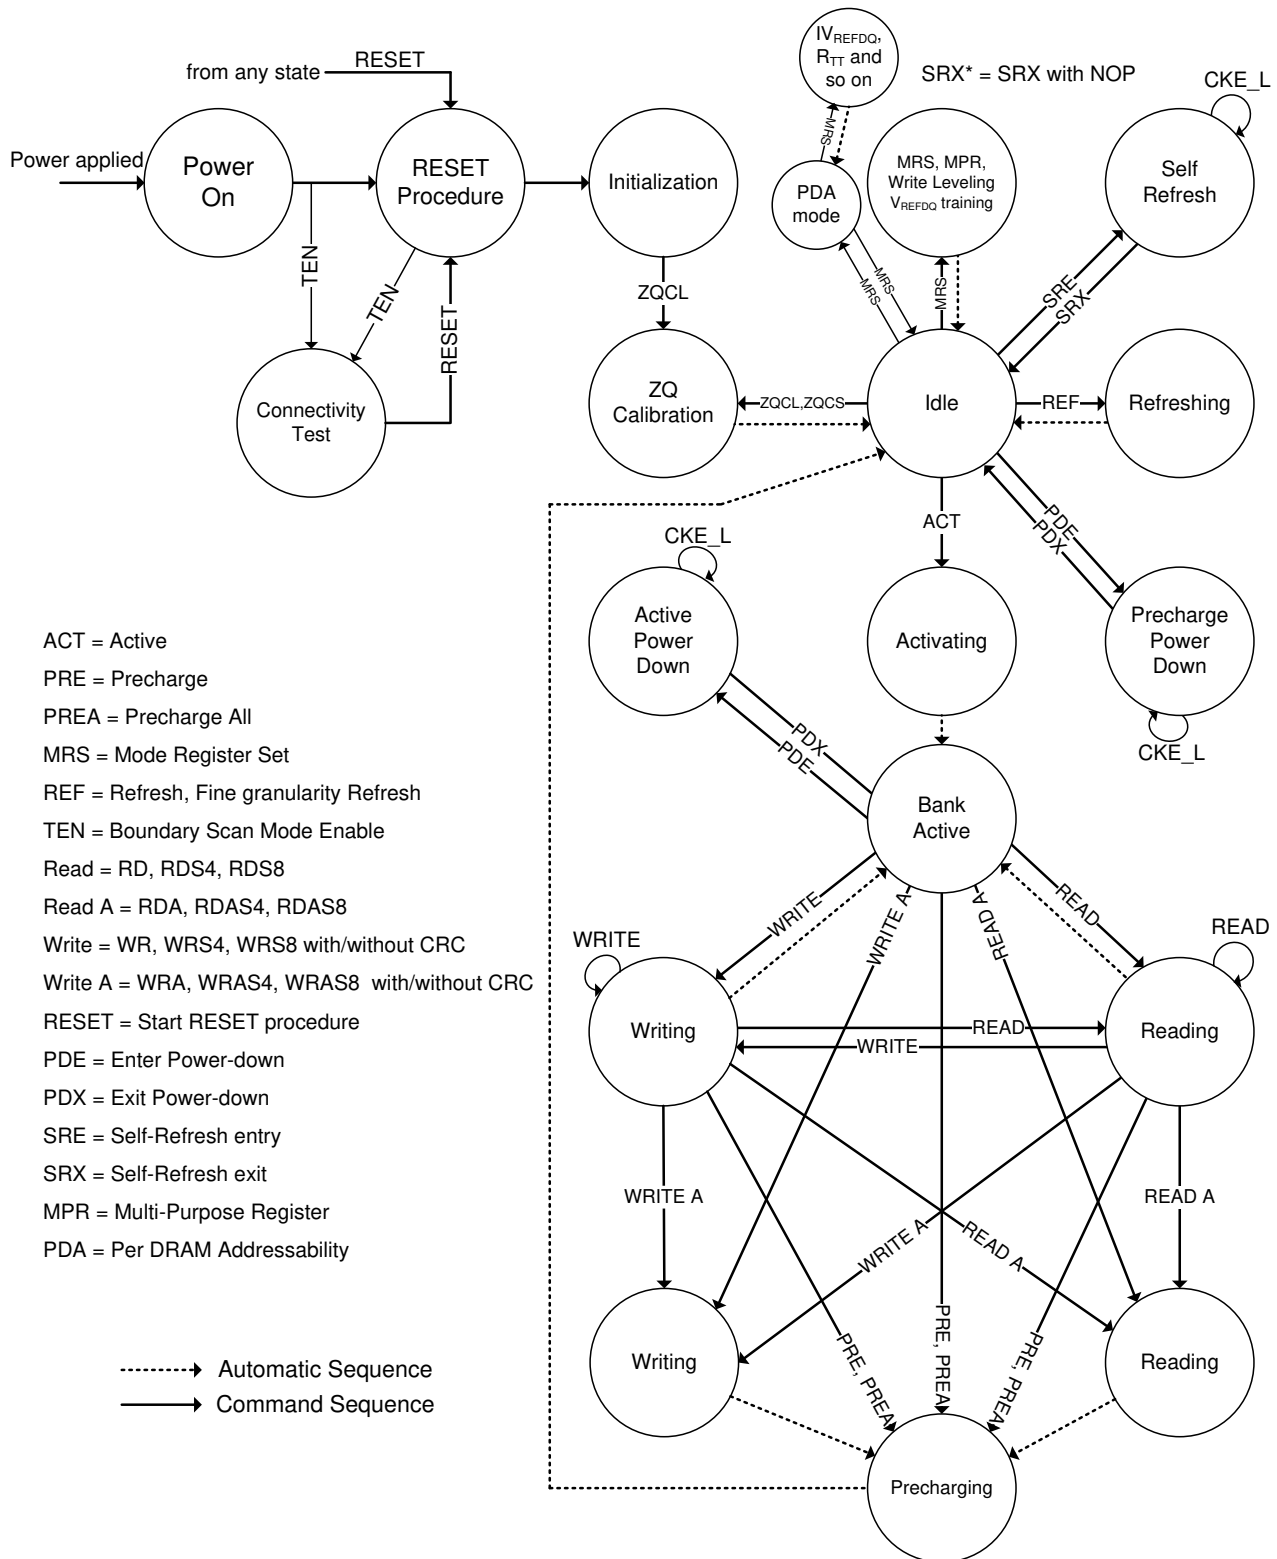 IVREFDQ,
RTT and
so on
SRX* = SRX with NOP
CKE_L
from any state
RESET
Power applied
Power
On
RESET
Procedure
Initialization
PDA
mode
MRS
MRS, MPR,
Write Leveling
VREFDQ training
Self
Refresh
TEN
TEN
RESET
ZQCL
MRS
MRS
MRS
SRE
SRX
Connectivity
Test
ZQ
Calibration
ZQCL,ZQCS
Idle
REF
Refreshing
ACT
PDE
PDX
CKE_L
Active
Power
Down
Activating
Precharge
Power
Down
CKE_L
PDX
PDE
Bank
Active
ACT = Active
PRE = Precharge
PREA = Precharge All
MRS = Mode Register Set
REF = Refresh, Fine granularity Refresh
TEN = Boundary Scan Mode Enable
Read = RD, RDS4, RDS8
Read A = RDA, RDAS4, RDAS8
Write = WR, WRS4, WRS8 with/without CRC
Write A = WRA, WRAS4, WRAS8 with/without CRC
RESET = Start RESET procedure
PDE = Enter Power-down
PDX = Exit Power-down
SRE = Self-Refresh entry
SRX = Self-Refresh exit
MPR = Multi-Purpose Register
PDA = Per DRAM Addressability
WRITE
WRITE A
READ A
READ
WRITE
READ
Writing
READ
WRITE
Reading
WRITE A
READ A
WRITE A
READ A
Writing
PRE, PREA
PRE, PREA
PRE, PREA
Reading
Automatic Sequence
Command Sequence
Precharging